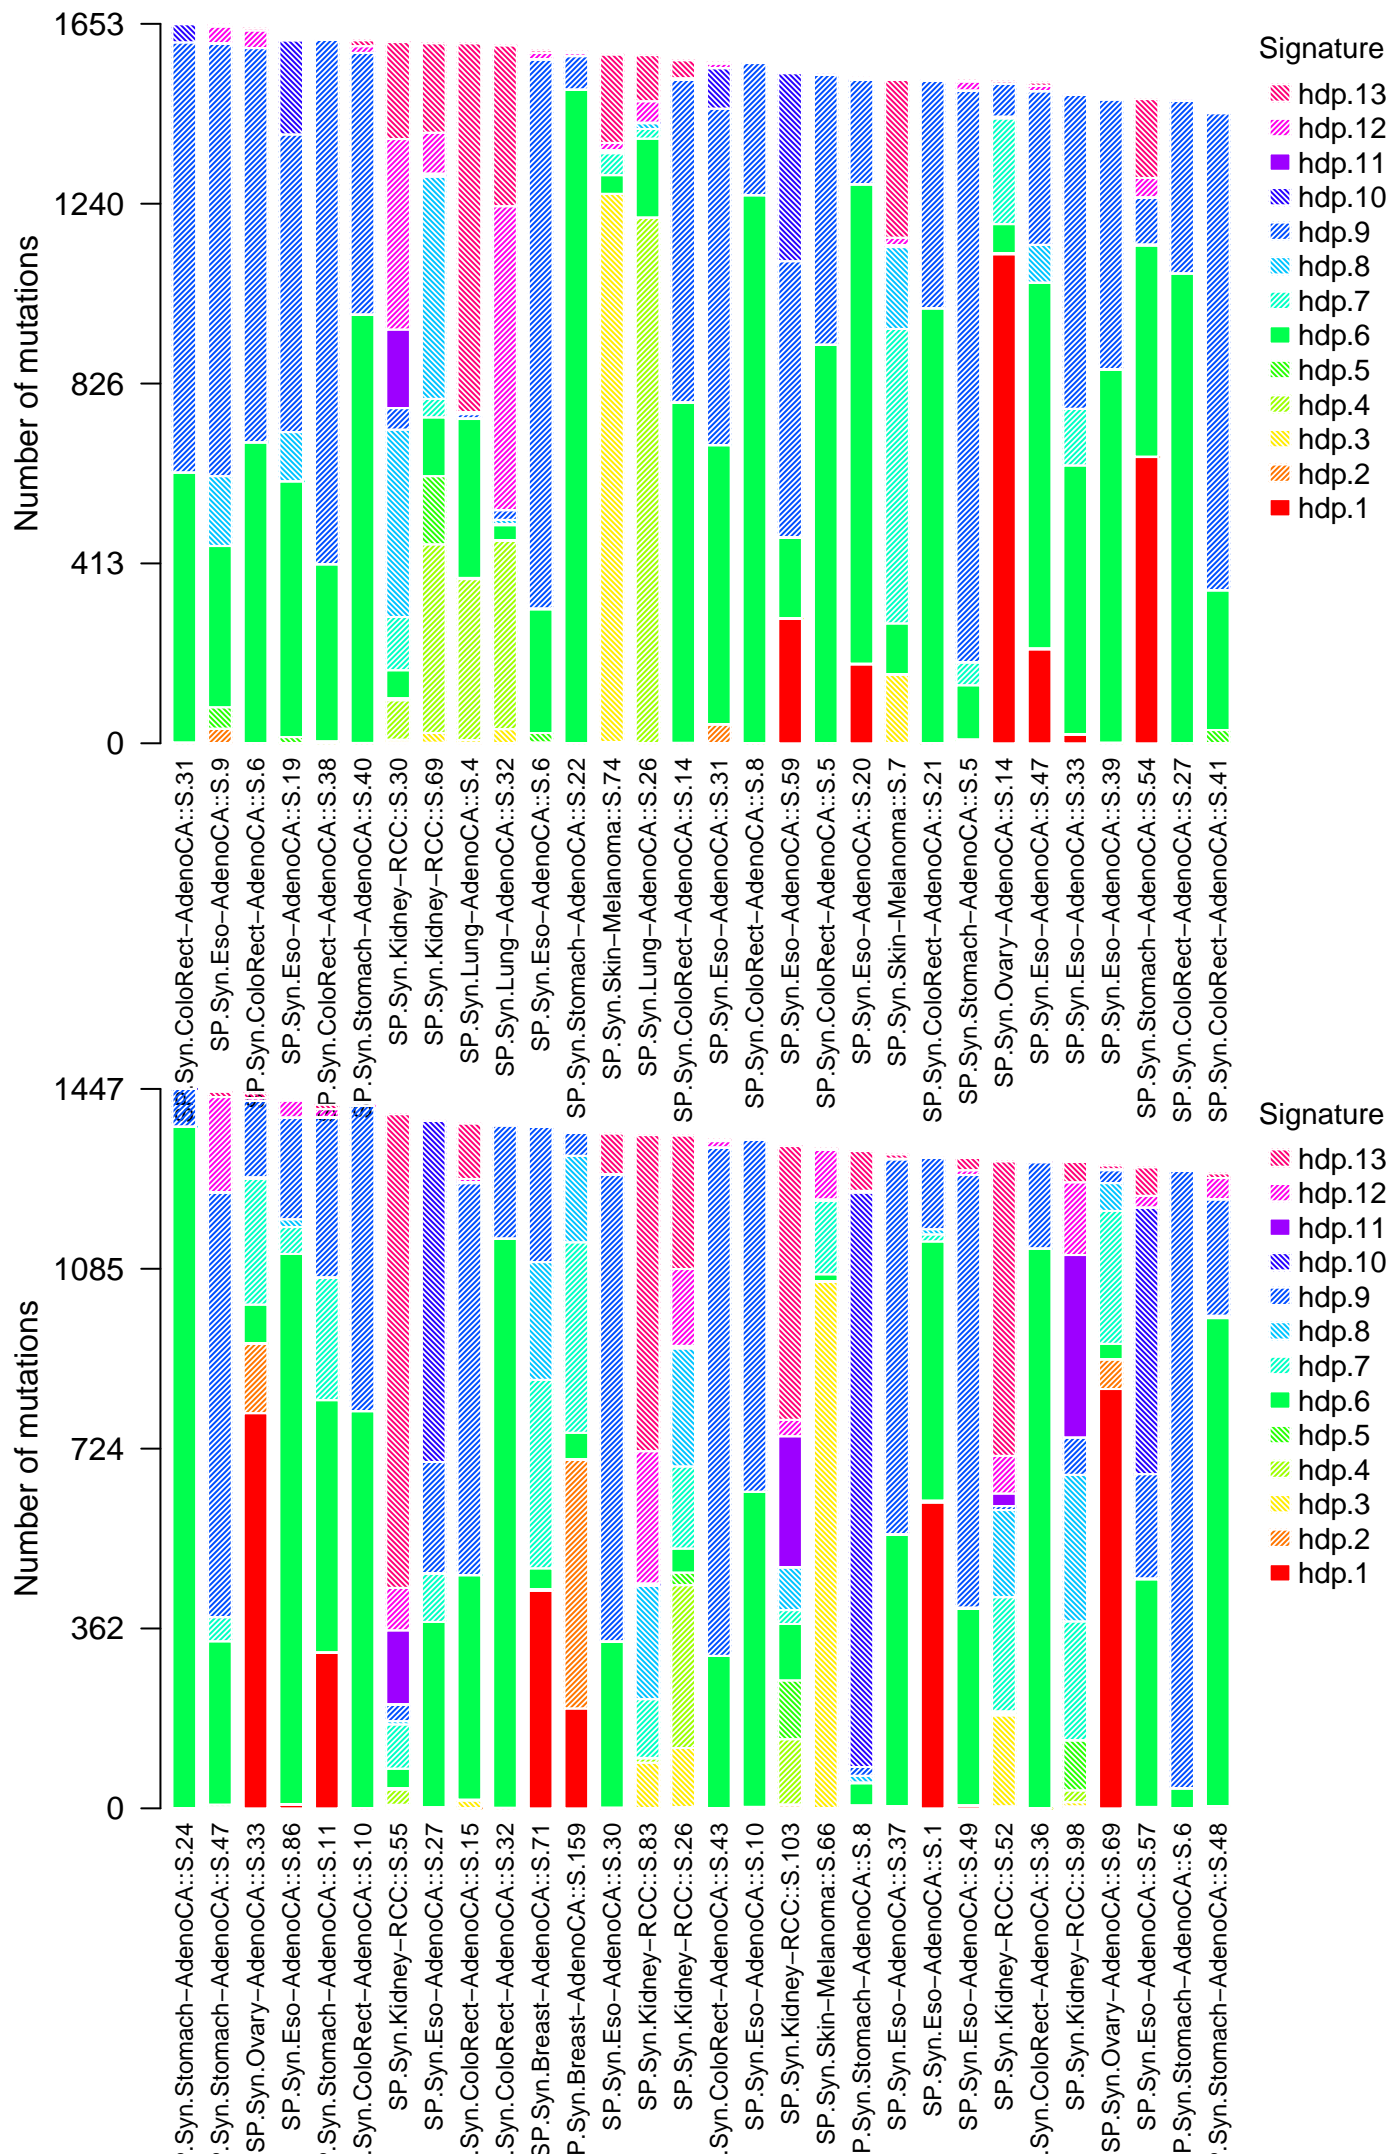 Number of mutations
1653
1240
826
413
0
Signature
hdp.13
hdp.12
hdp.11
hdp.10
hdp.9
hdp.8
hdp.7
hdp.6
hdp.5
hdp.4
hdp.3
hdp.2
hdp.1
SP.Syn.ColoRect−AdenoCA::S.31
SP.Syn.Eso−AdenoCA::S.9
SP.Syn.ColoRect−AdenoCA::S.6
SP.Syn.Eso−AdenoCA::S.19
SP.Syn.ColoRect−AdenoCA::S.38
SP.Syn.Stomach−AdenoCA::S.40
SP.Syn.Kidney−RCC::S.30
SP.Syn.Kidney−RCC::S.69
SP.Syn.Lung−AdenoCA::S.4
SP.Syn.Lung−AdenoCA::S.32
SP.Syn.Eso−AdenoCA::S.6
SP.Syn.Stomach−AdenoCA::S.22
SP.Syn.Skin−Melanoma::S.74
SP.Syn.Lung−AdenoCA::S.26
SP.Syn.ColoRect−AdenoCA::S.14
SP.Syn.Eso−AdenoCA::S.31
SP.Syn.ColoRect−AdenoCA::S.8
SP.Syn.Eso−AdenoCA::S.59
SP.Syn.ColoRect−AdenoCA::S.5
SP.Syn.Eso−AdenoCA::S.20
SP.Syn.Skin−Melanoma::S.7
SP.Syn.ColoRect−AdenoCA::S.21
SP.Syn.Stomach−AdenoCA::S.5
SP.Syn.Ovary−AdenoCA::S.14
SP.Syn.Eso−AdenoCA::S.47
SP.Syn.Eso−AdenoCA::S.33
SP.Syn.Eso−AdenoCA::S.39
SP.Syn.Stomach−AdenoCA::S.54
SP.Syn.ColoRect−AdenoCA::S.27
SP.Syn.ColoRect−AdenoCA::S.41
Number of mutations
1447
1085
724
362
0
Signature
hdp.13
hdp.12
hdp.11
hdp.10
hdp.9
hdp.8
hdp.7
hdp.6
hdp.5
hdp.4
hdp.3
hdp.2
hdp.1
P.Syn.Stomach−AdenoCA::S.24
P.Syn.Stomach−AdenoCA::S.47
SP.Syn.Ovary−AdenoCA::S.33
SP.Syn.Eso−AdenoCA::S.86
P.Syn.Stomach−AdenoCA::S.11
.Syn.ColoRect−AdenoCA::S.10
SP.Syn.Kidney−RCC::S.55
SP.Syn.Eso−AdenoCA::S.27
.Syn.ColoRect−AdenoCA::S.15
.Syn.ColoRect−AdenoCA::S.32
SP.Syn.Breast−AdenoCA::S.71
P.Syn.Breast−AdenoCA::S.159
SP.Syn.Eso−AdenoCA::S.30
SP.Syn.Kidney−RCC::S.83
SP.Syn.Kidney−RCC::S.26
.Syn.ColoRect−AdenoCA::S.43
SP.Syn.Eso−AdenoCA::S.10
SP.Syn.Kidney−RCC::S.103
SP.Syn.Skin−Melanoma::S.66
P.Syn.Stomach−AdenoCA::S.8
SP.Syn.Eso−AdenoCA::S.37
SP.Syn.Eso−AdenoCA::S.1
SP.Syn.Eso−AdenoCA::S.49
SP.Syn.Kidney−RCC::S.52
.Syn.ColoRect−AdenoCA::S.36
SP.Syn.Kidney−RCC::S.98
SP.Syn.Ovary−AdenoCA::S.69
SP.Syn.Eso−AdenoCA::S.57
P.Syn.Stomach−AdenoCA::S.6
.Syn.Stomach−AdenoCA::S.48